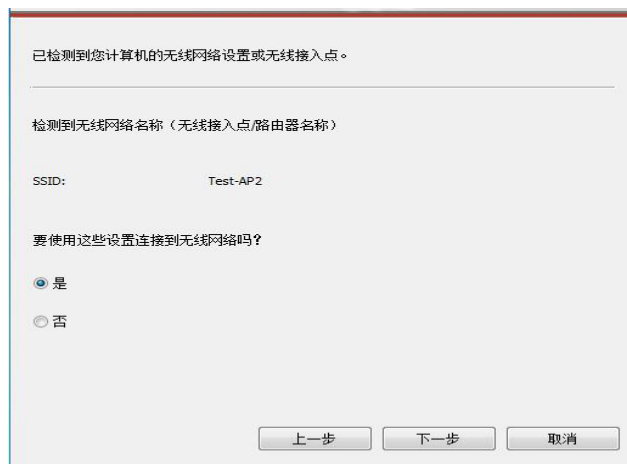 已检测到您计算机的无线网络设置或无线接入点。
检测到无线网络名称（无线接入点/路由器名称）
SSID: Test-AP2
要使用这些设置连接到无线网络吗?
是
否
上一步 下一步 取消